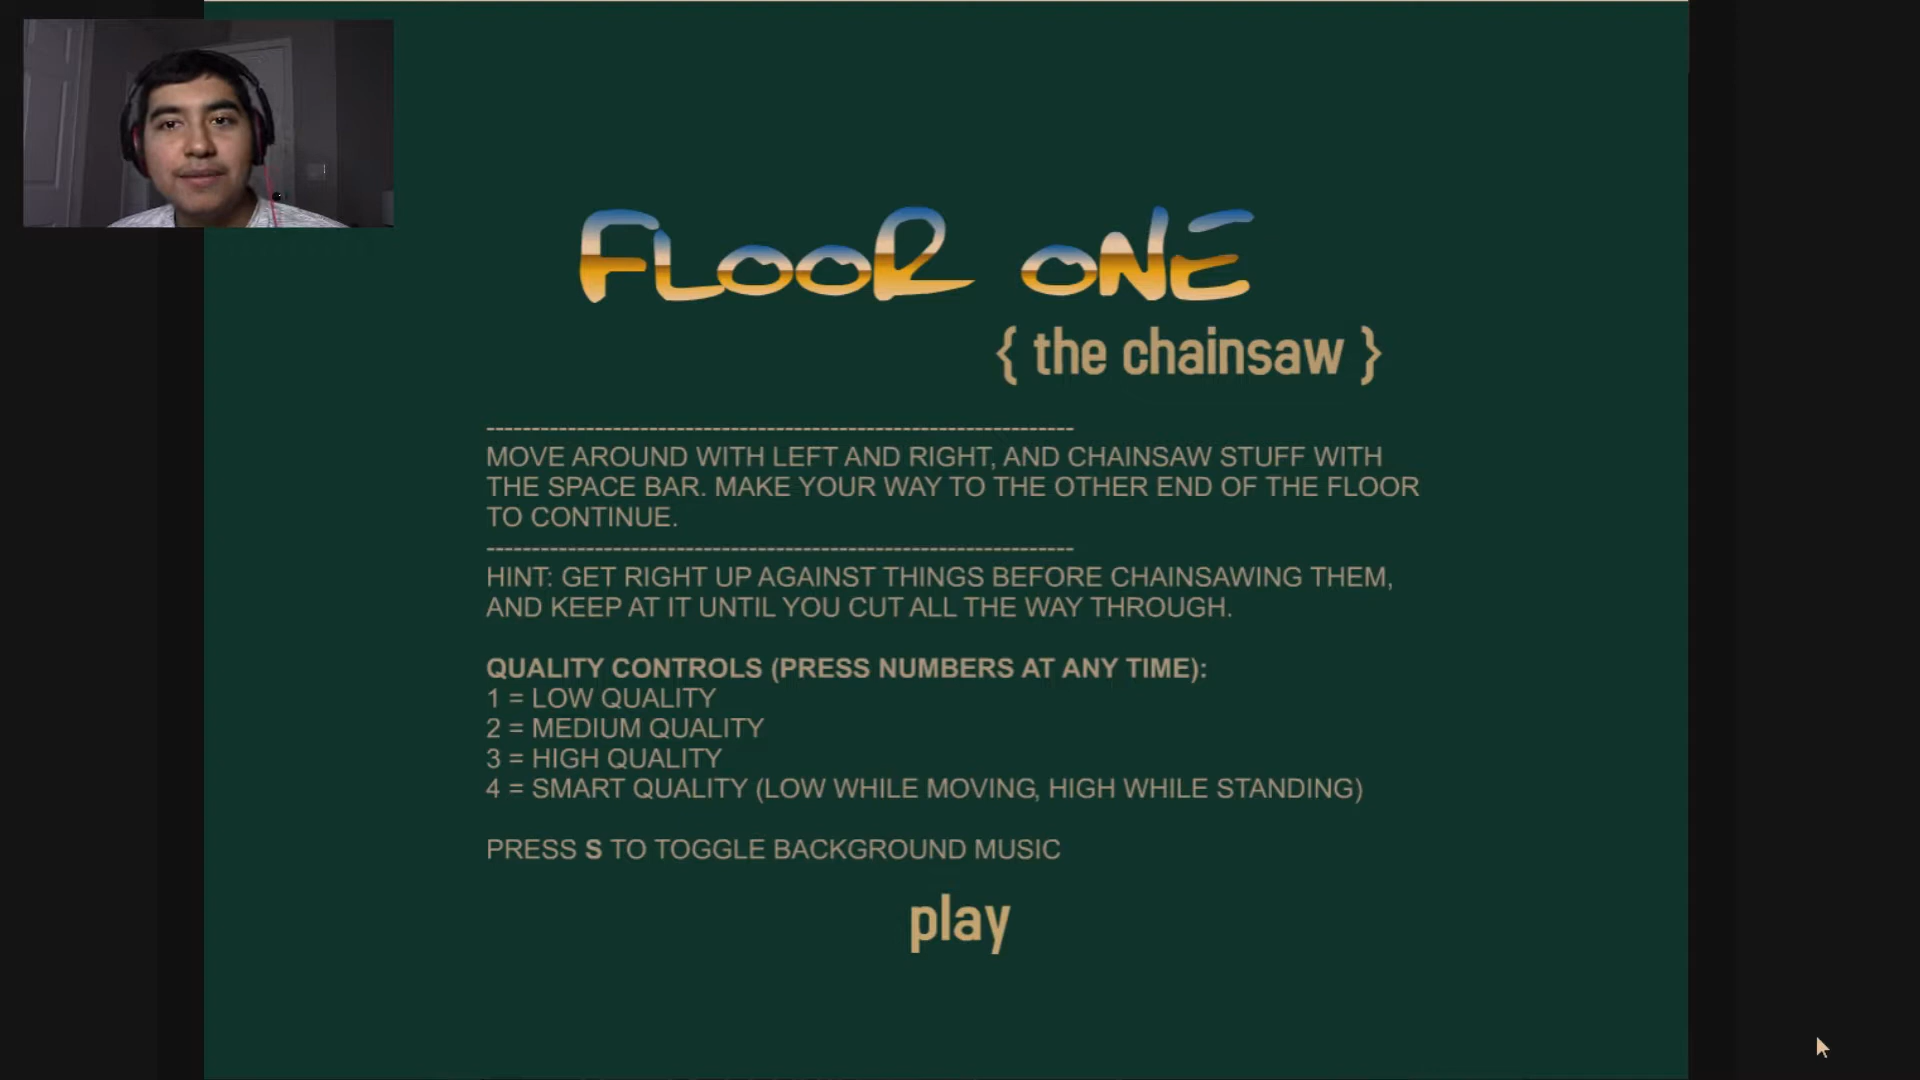 FLOOR ONE
{ the chainsaw }
----------------------------------------------------------------
MOVE AROUND WITH LEFT AND RIGHT, AND CHAINSAW STUFF WITH
THE SPACE BAR. MAKE YOUR WAY TO THE OTHER END OF THE FLOOR
TO CONTINUE.
----------------------------------------------------------------
HINT: GET RIGHT UP AGAINST THINGS BEFORE CHAINSAWING THEM,
AND KEEP AT IT UNTIL YOU CUT ALL THE WAY THROUGH.
QUALITY CONTROLS (PRESS NUMBERS AT ANY TIME):
1 = LOW QUALITY
2 = MEDIUM QUALITY
3 = HIGH QUALITY
4 = SMART QUALITY (LOW WHILE MOVING, HIGH WHILE STANDING)
PRESS S TO TOGGLE BACKGROUND MUSIC
play